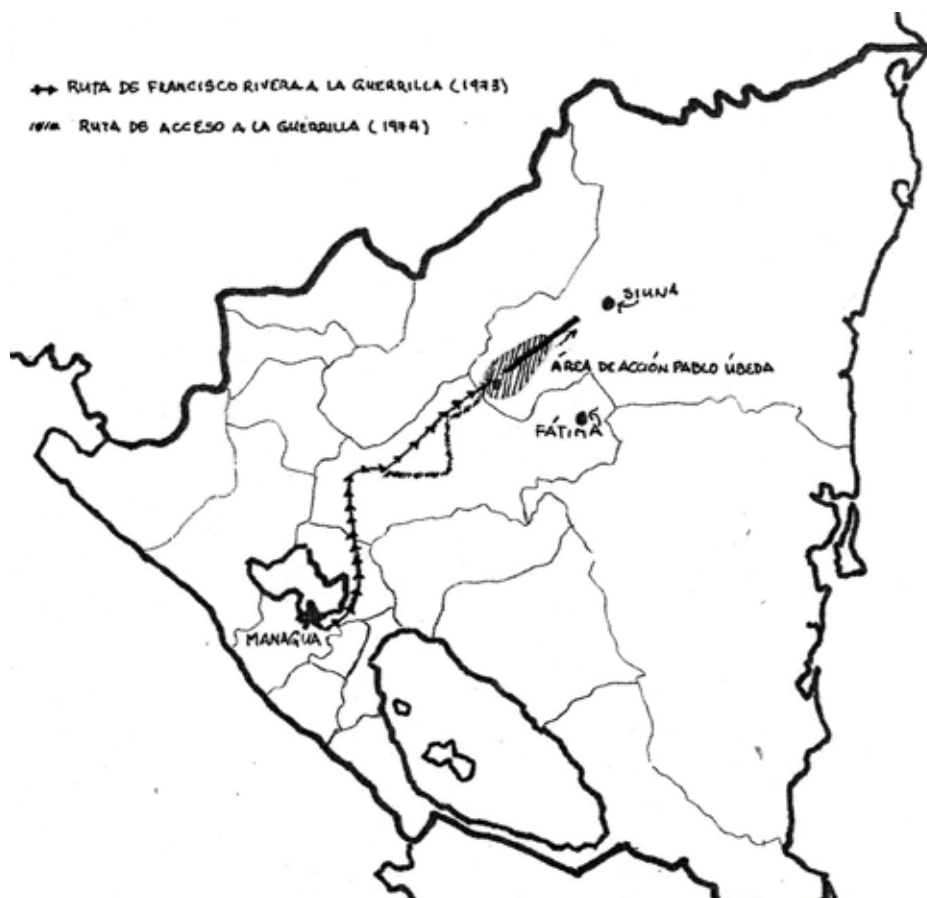 RUTA DE FRANCISCO RIVERA A LA GUERRILLA (1973)
RUTA DE ACCESO A LA GUERRILLA (1974)
SIUNA
ÁREA DE ACCIÓN PABLO ÚBEDA
FÁTIMA
MANAGUA